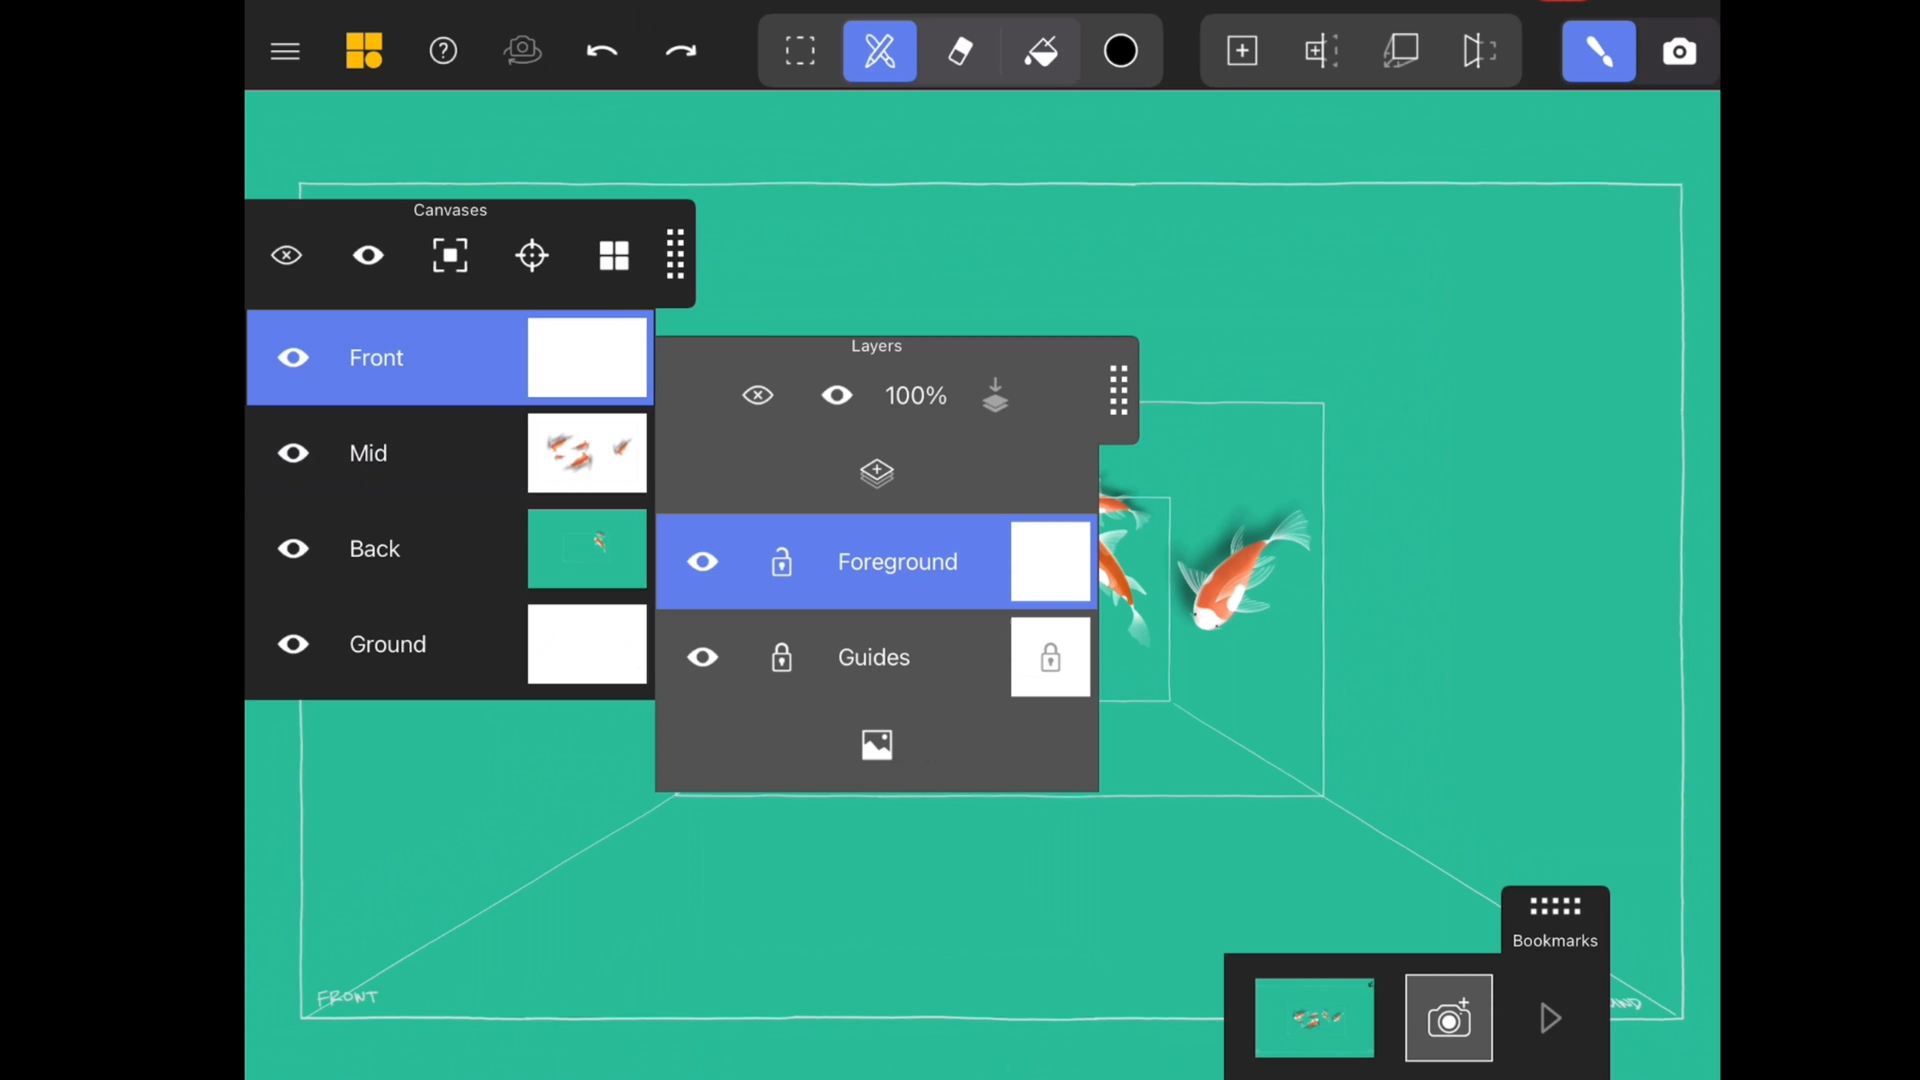 Canvases
Front
Mid
Back
Ground
Layers
100%
Foreground
Guides
FRONT
Bookmarks